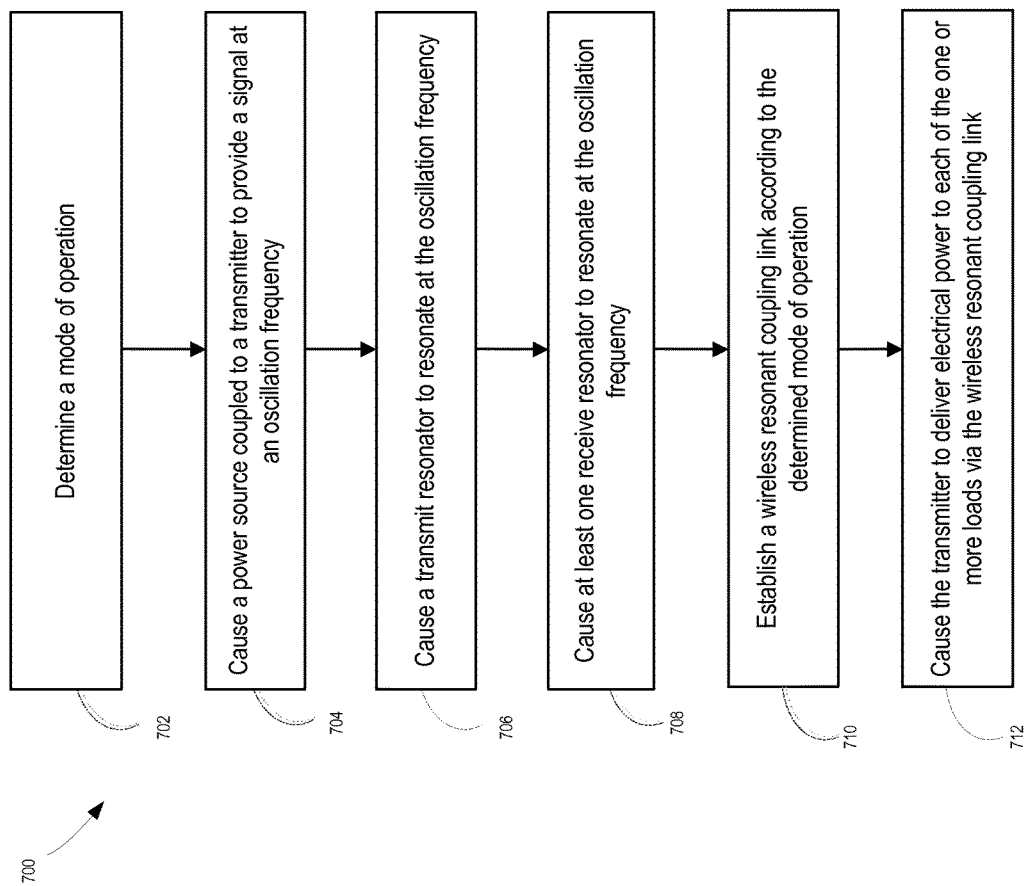 700
702
Determine a mode of operation
704
Cause a power source coupled to a transmitter to provide a signal at
an oscillation frequency
706
Cause a transmit resonator to resonate at the oscillation frequency
708
Cause at least one receive resonator to resonate at the oscillation
frequency
710
Establish a wireless resonant coupling link according to the
determined mode of operation
712
Cause the transmitter to deliver electrical power to each of the one or
more loads via the wireless resonant coupling link